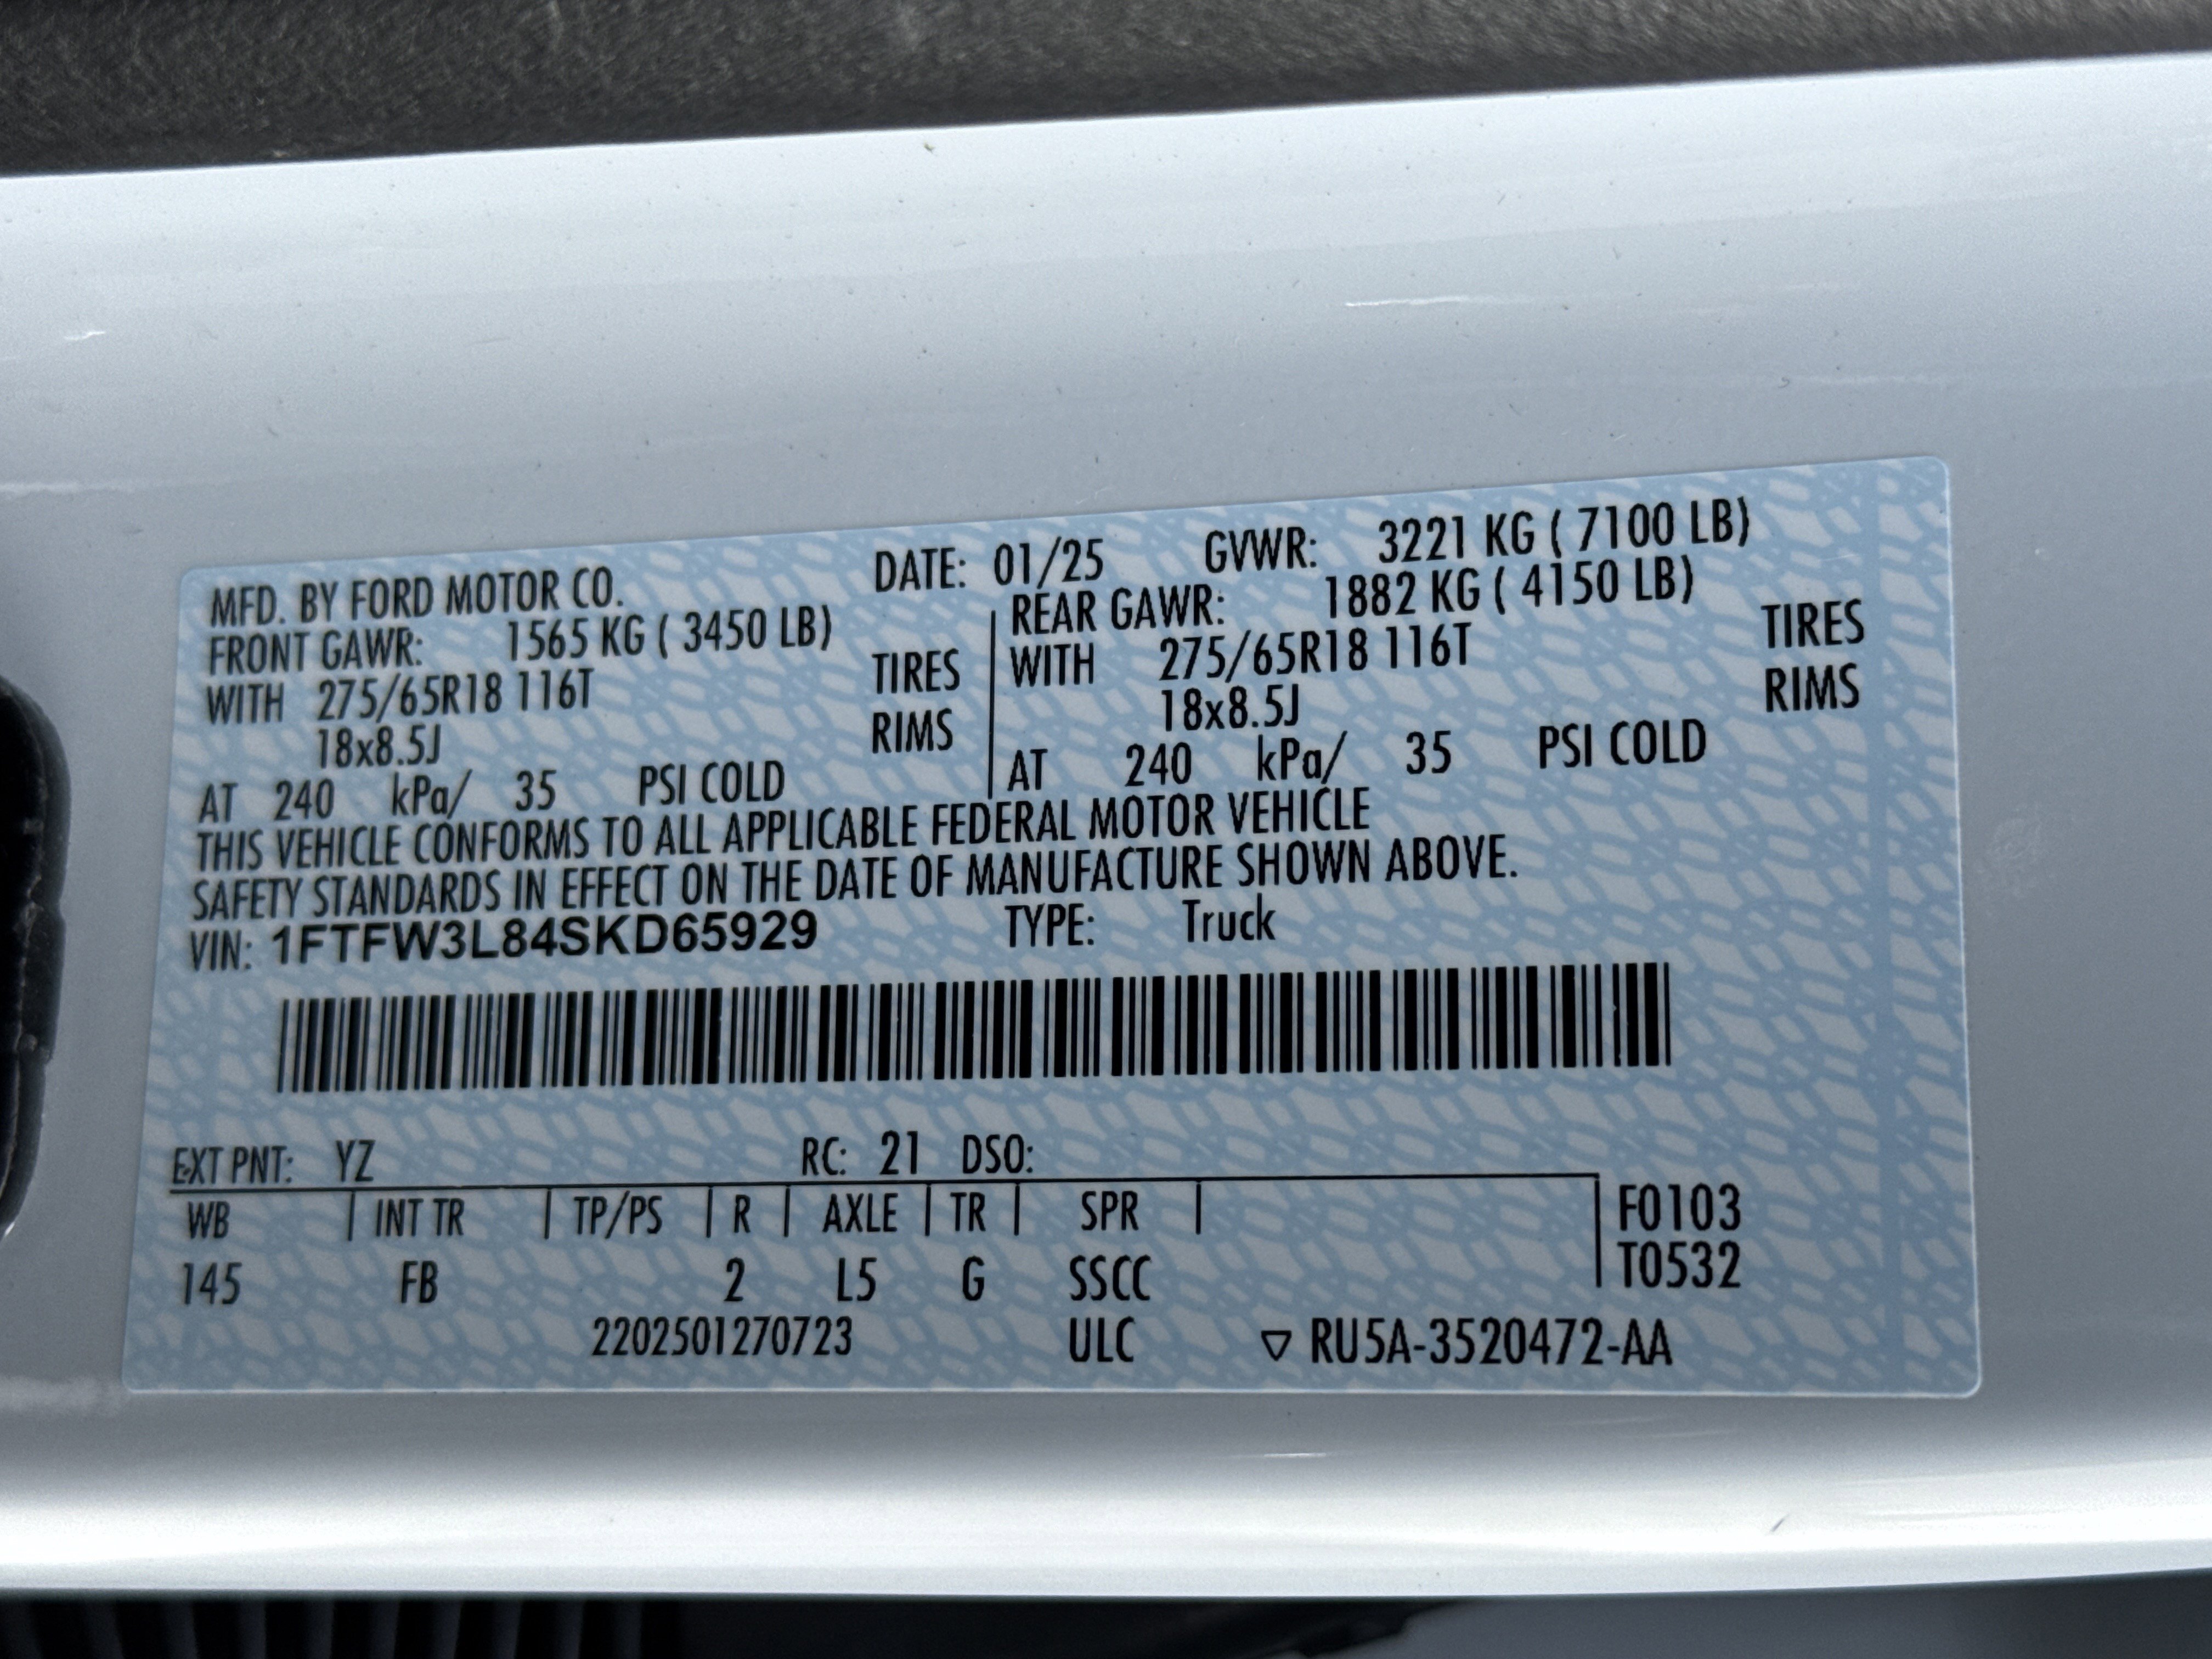 MFD. BY FORD MOTOR CO. DATE: 01/25 GVWR: 3221 KG ( 7100 LB)
FRONT GAWR: 1565 KG ( 3450 LB) REAR GAWR: 1882 KG ( 4150 LB)
WITH 275/65R18 116T TIRES WITH 275/65R18 116T TIRES
18x8.5J RIMS 18x8.5J RIMS
AT 240 kPa/ 35 PSI COLD AT 240 kPa/ 35 PSI COLD
THIS VEHICLE CONFORMS TO ALL APPLICABLE FEDERAL MOTOR VEHICLE
SAFETY STANDARDS IN EFFECT ON THE DATE OF MANUFACTURE SHOWN ABOVE.
VIN: 1FTFW3L84SKD65929 TYPE: Truck
EXT PNT: YZ RC: 21 DSO:
WB INT TR TP/PS R AXLE TR SPR F0103
145 FB 2 L5 G SSCC T0532
2202501270723 ULC ▽ RU5A-3520472-AA